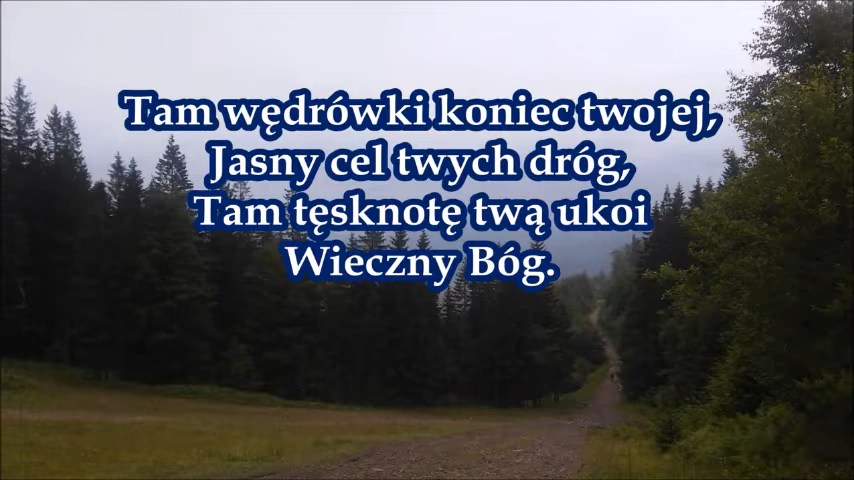 Tam wędrówki koniec twojej,
Jasny cel twych dróg,
Tam tęsknotę twą ukoi
Wieczny Bóg.